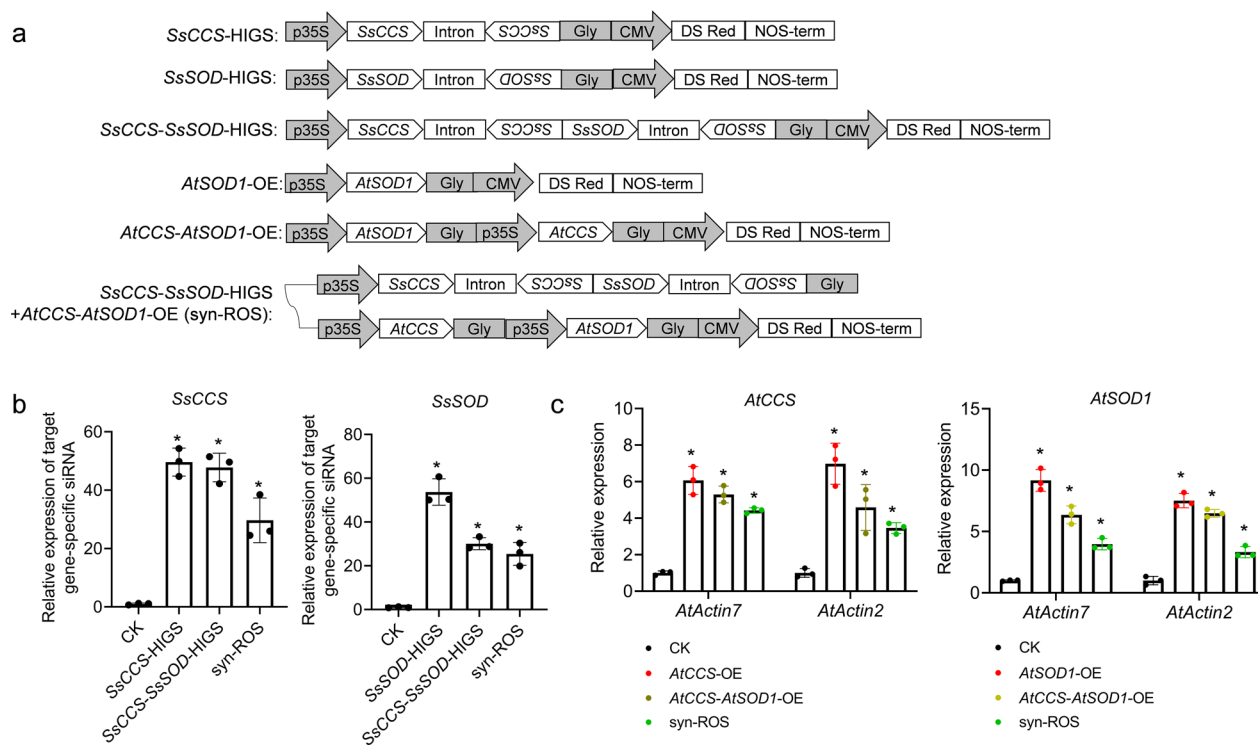 a
SsCCS-HIGS: p35S SsCCS Intron SsCCS Gly CMV DS Red NOS-term
SsSOD-HIGS: p35S SsSOD Intron SsSOD Gly CMV DS Red NOS-term
SsCCS-SsSOD-HIGS: p35S SsCCS Intron SsCCS SsSOD Intron SsSOD Gly CMV DS Red NOS-term
AtSOD1-OE: p35S AtSOD1 Gly CMV DS Red NOS-term
AtCCS-AtSOD1-OE: p35S AtSOD1 Gly p35S AtCCS Gly CMV DS Red NOS-term
SsCCS-SsSOD-HIGS
+AtCCS-AtSOD1-OE (syn-ROS):
p35S SsCCS Intron SsCCS SsSOD Intron SsSOD Gly
p35S AtCCS Gly p35S AtSOD1 Gly CMV DS Red NOS-term
b
SsCCS
Relative expression of target
gene-specific siRNA
60
40
20
0
* * *
CK
SsCCS-HIGS
SsCCS-SsSOD-HIGS
syn-ROS
SsSOD
Relative expression of target
gene-specific siRNA
80
60
40
20
0
* * *
CK
SsSOD-HIGS
SsCCS-SsSOD-HIGS
syn-ROS
c
AtCCS
Relative expression
10
8
6
4
2
0
* * * * * *
AtActin7 AtActin2
CK
AtCCS-OE
AtCCS-AtSOD1-OE
syn-ROS
AtSOD1
Relative expression
15
10
5
0
* * * * * *
AtActin7 AtActin2
CK
AtSOD1-OE
AtCCS-AtSOD1-OE
syn-ROS